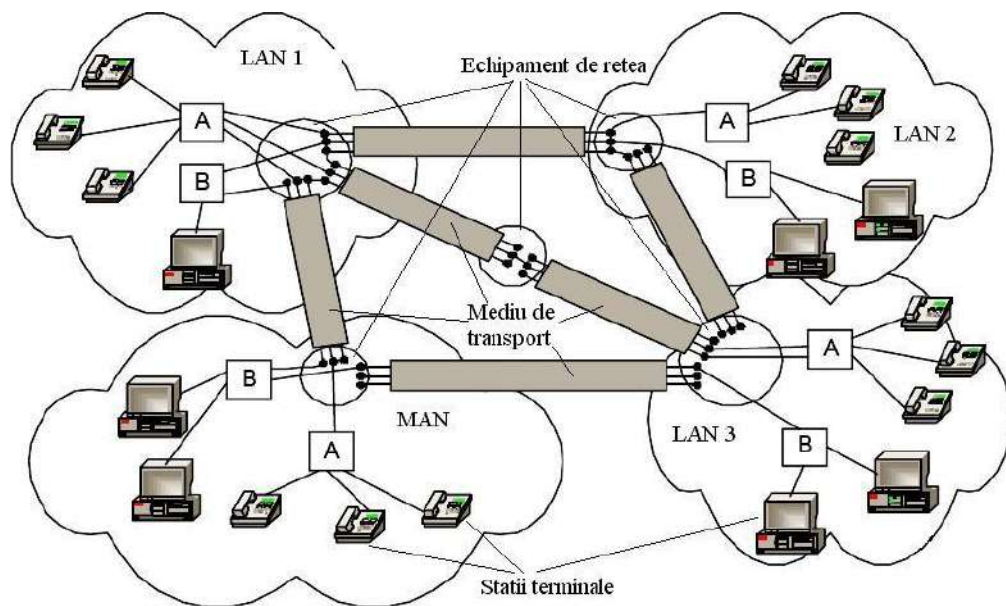 LAN 1
Echipament de retea
LAN 2
A
A
B
B
Mediu de
transport
A
B
MAN
LAN 3
A
B
Statii terminale